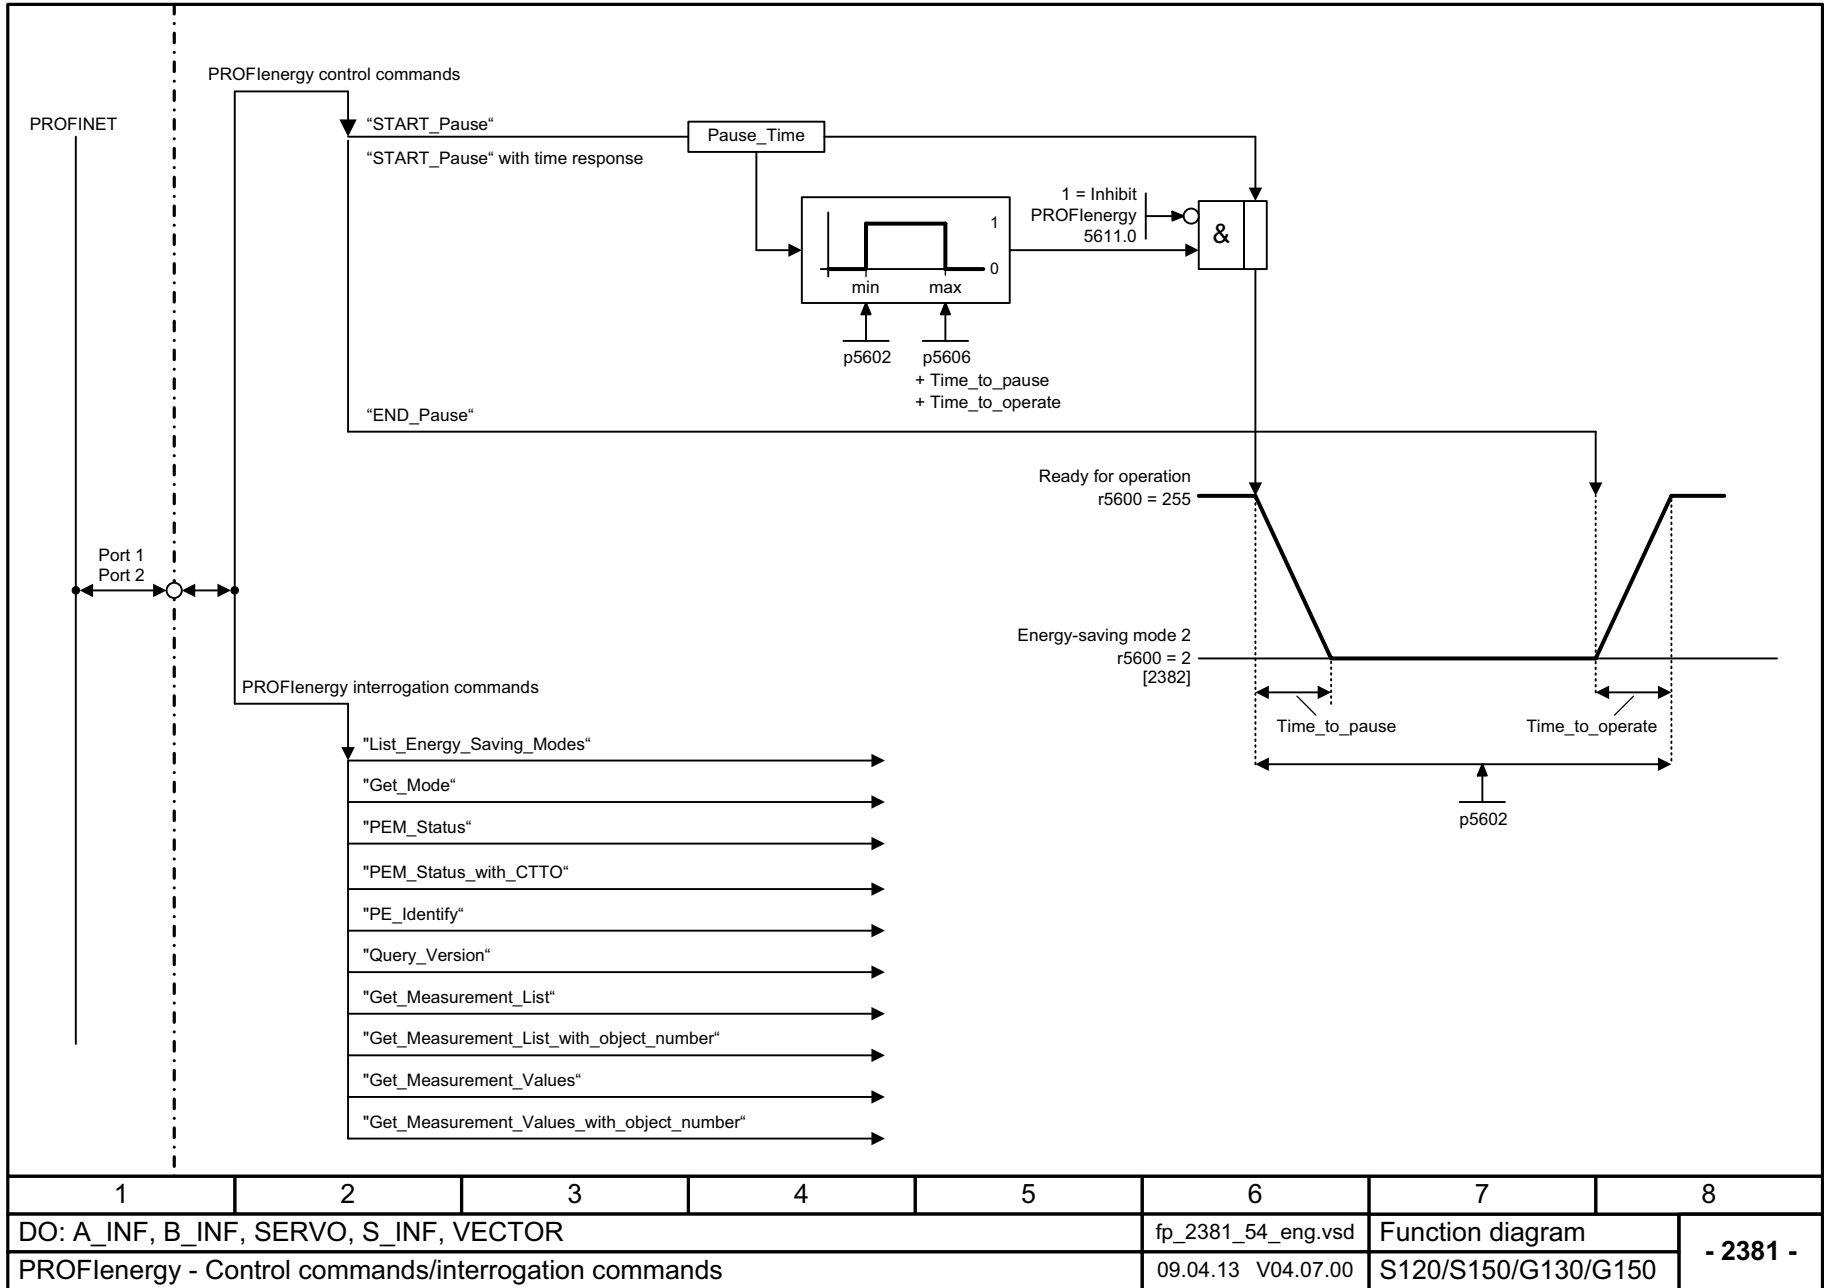 PROFIenergy control commands
PROFINET
“START_Pause“
“START_Pause“ with time response
Pause_Time
1 = Inhibit
PROFIenergy
5611.0
&
1
0
min
max
p5602
p5606
+ Time_to_pause
+ Time_to_operate
“END_Pause“
Ready for operation
r5600 = 255
Port 1
Port 2
Energy-saving mode 2
r5600 = 2
[2382]
Time_to_pause
Time_to_operate
p5602
PROFIenergy interrogation commands
"List_Energy_Saving_Modes“
"Get_Mode“
"PEM_Status“
"PEM_Status_with_CTTO“
"PE_Identify“
"Query_Version“
"Get_Measurement_List“
"Get_Measurement_List_with_object_number“
"Get_Measurement_Values“
"Get_Measurement_Values_with_object_number“
1 2 3 4 5 6 7 8
DO: A_INF, B_INF, SERVO, S_INF, VECTOR
fp_2381_54_eng.vsd
Function diagram
- 2381 -
PROFIenergy - Control commands/interrogation commands
09.04.13 V04.07.00
S120/S150/G130/G150